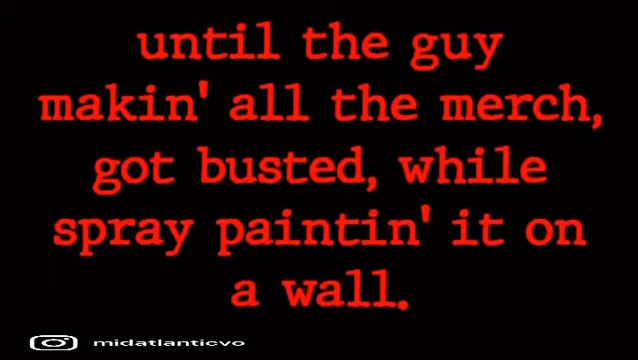 until the guy
makin' all the merch,
got busted, while
spray paintin' it on
a wall.
midatlanticvo